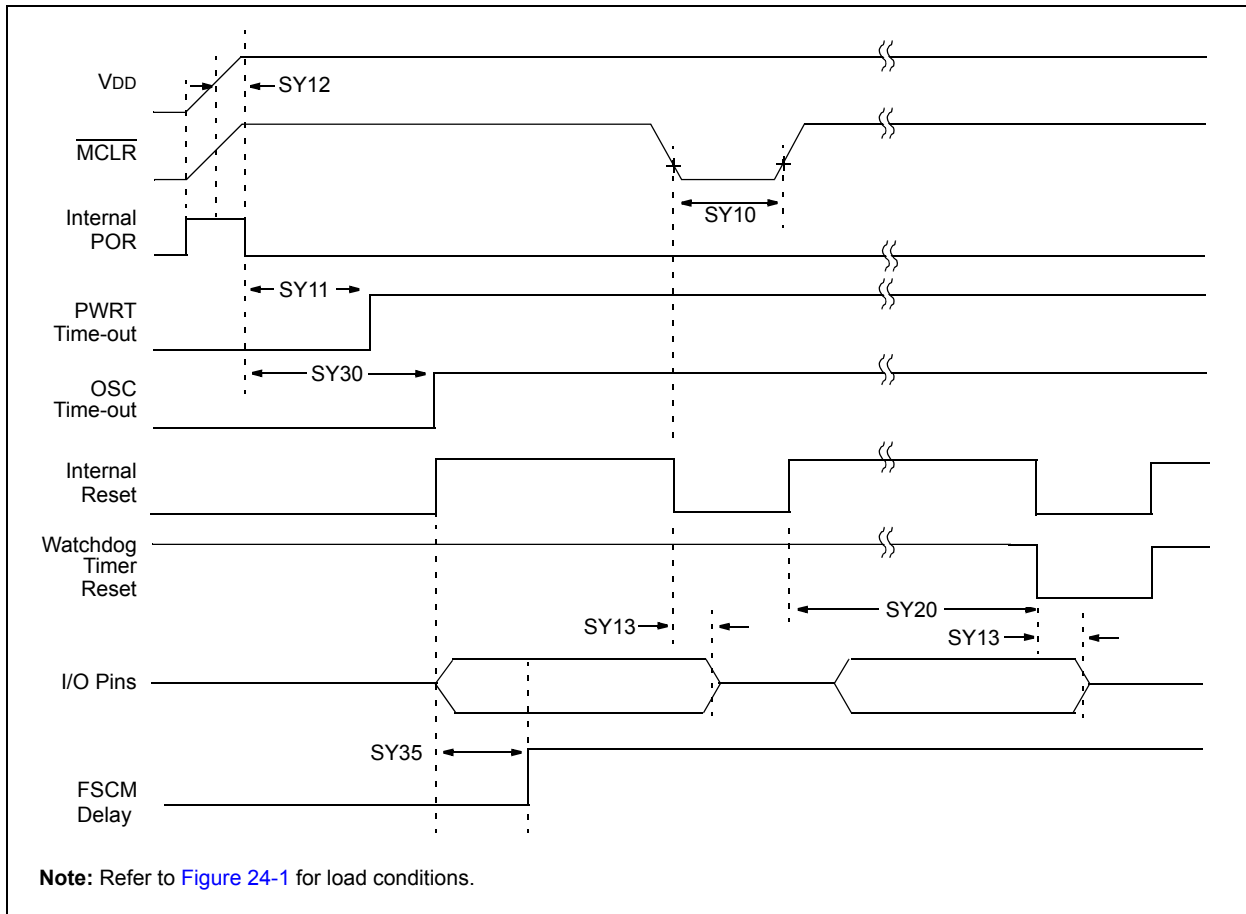 VDD
SY12
MCLR
SY10
Internal
POR
SY11
PWRT
Time-out
SY30
OSC
Time-out
Internal
Reset
Watchdog
Timer
Reset
SY20
SY13
SY13
I/O Pins
SY35
FSCM
Delay
Note: Refer to Figure 24-1 for load conditions.